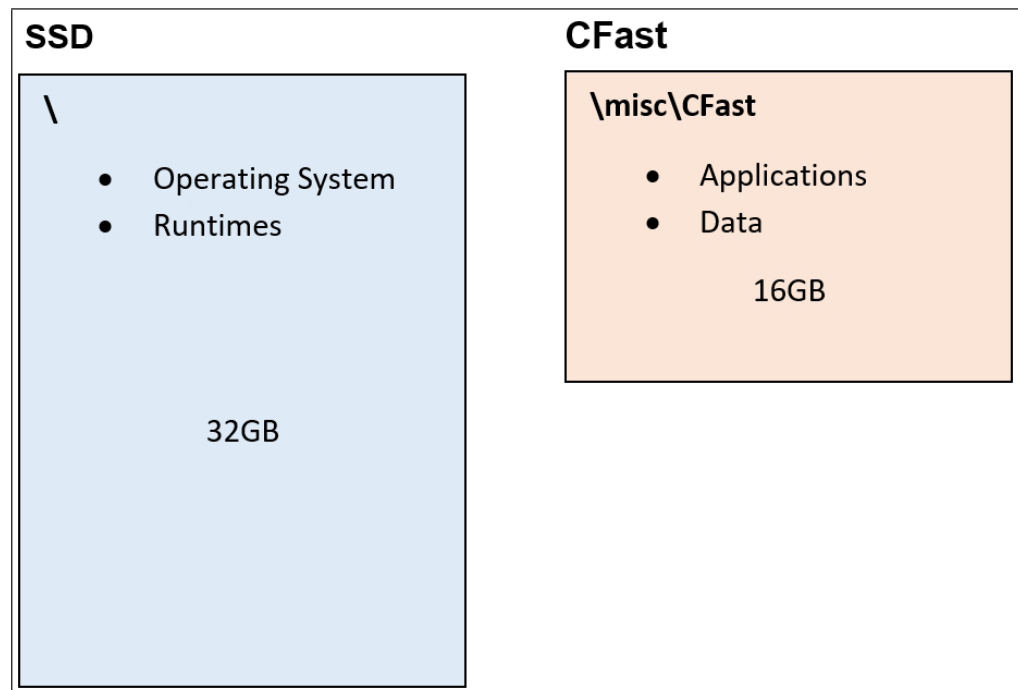 SSD
\
• Operating System
• Runtimes
32GB
CFast
\misc\CFast
• Applications
• Data
16GB